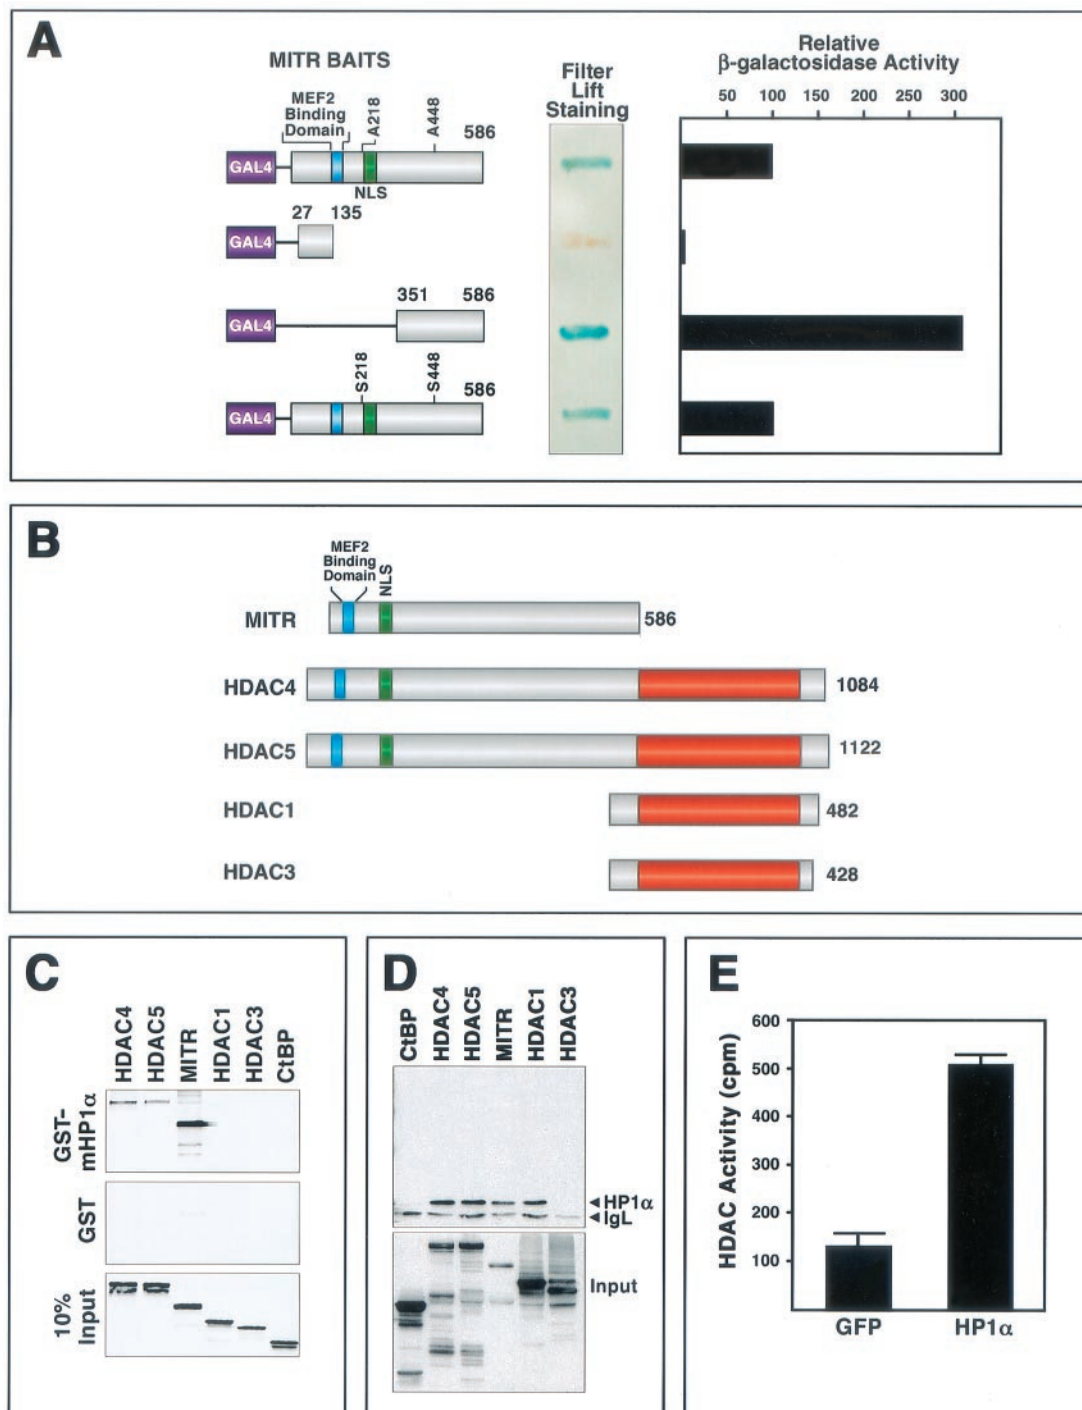 A
MITR BAITS
MEF2
Binding
Domain
A218
A448
586
GAL4
NLS
27 135
GAL4
351 586
GAL4
S218
S448
586
GAL4
Filter
Lift
Staining
Relative
β-galactosidase Activity
50 100 150 200 250 300
B
MEF2
Binding
Domain
NLS
MITR
586
HDAC4
1084
HDAC5
1122
HDAC1
482
HDAC3
428
C
HDAC4
HDAC5
MITR
HDAC1
HDAC3
CtBP
GST-
mHP1α
GST
10%
Input
D
CtBP
HDAC4
HDAC5
MITR
HDAC1
HDAC3
HP1α
IgL
Input
E
HDAC Activity (cpm)
600
500
400
300
200
100
GFP
HP1α